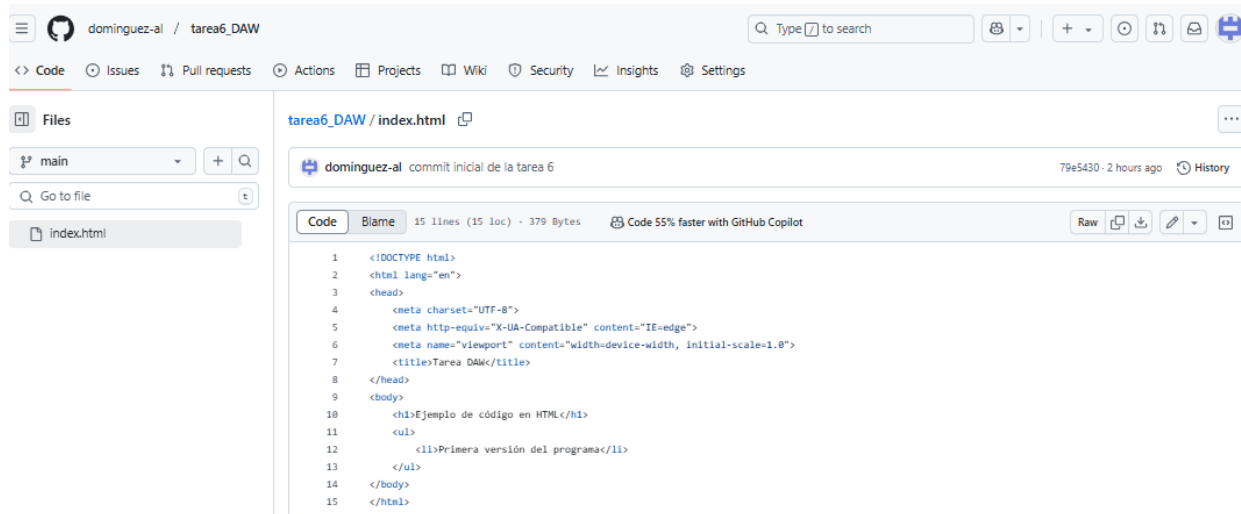 dominguez-al / tarea6_DAW
Type / to search
Code Issues Pull requests Actions Projects Wiki Security Insights Settings
Files
main
Go to file
t
index.html
tarea6_DAW / index.html
dominguez-al commit inicial de la tarea 6
79e5430 · 2 hours ago History
Code Blame 15 lines (15 loc) · 379 Bytes Code 55% faster with GitHub Copilot
Raw
1 <!DOCTYPE html>
2 <html lang="en">
3 <head>
4 <meta charset="UTF-8">
5 <meta http-equiv="X-UA-Compatible" content="IE=edge">
6 <meta name="viewport" content="width=device-width, initial-scale=1.0">
7 <title>Tarea DAW</title>
8 </head>
9 <body>
10 <h1>Ejemplo de código en HTML</h1>
11 <ul>
12 <li>Primera versión del programa</li>
13 </ul>
14 </body>
15 </html>